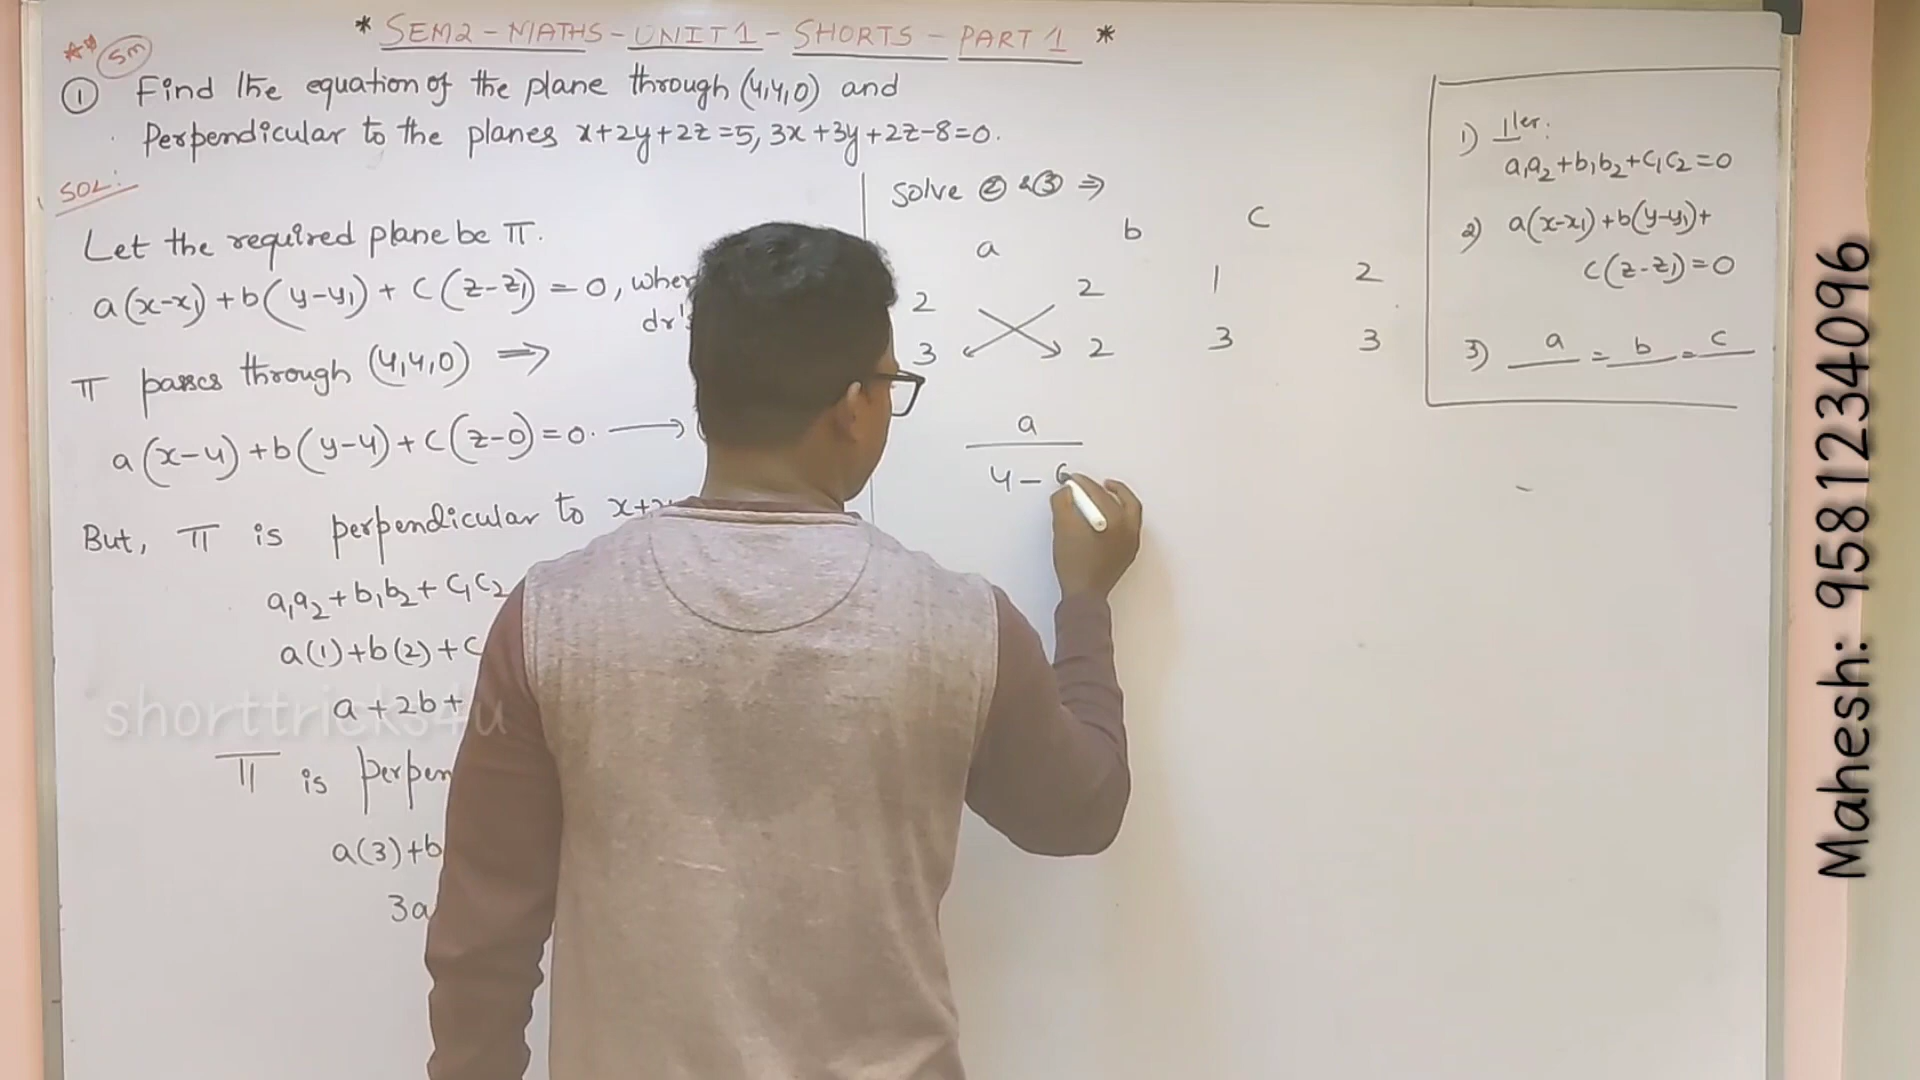 * SEM2 - MATHS - UNIT 1 - SHORTS - PART 1 *
** SM
① Find the equation of the plane through (4,4,0) and
Perpendicular to the planes x+2y+2z=5, 3x+3y+2z-8=0.
SOL:
Let the required plane be π.
a(x-x₁)+b(y-y₁)+c(z-z₁)=0, wher
dr's
π passes through (4,4,0) ⇒
a(x-4)+b(y-4)+c(z-0)=0. ⟶
But, π is perpendicular to x+2
a₁a₂+b₁b₂+c₁c₂
a(1)+b(2)+c
a+2b+
π is perpen
a(3)+b
3a
Solve ② & ③ ⇒
a b c
2 2 1 2
3 2 3 3
a
4-6
1) ⊥ler:
a₁a₂+b₁b₂+c₁c₂=0
2) a(x-x₁)+b(y-y₁)+
c(z-z₁)=0
3) a = b = c
shorttricks4u
Mahesh: 9581234096